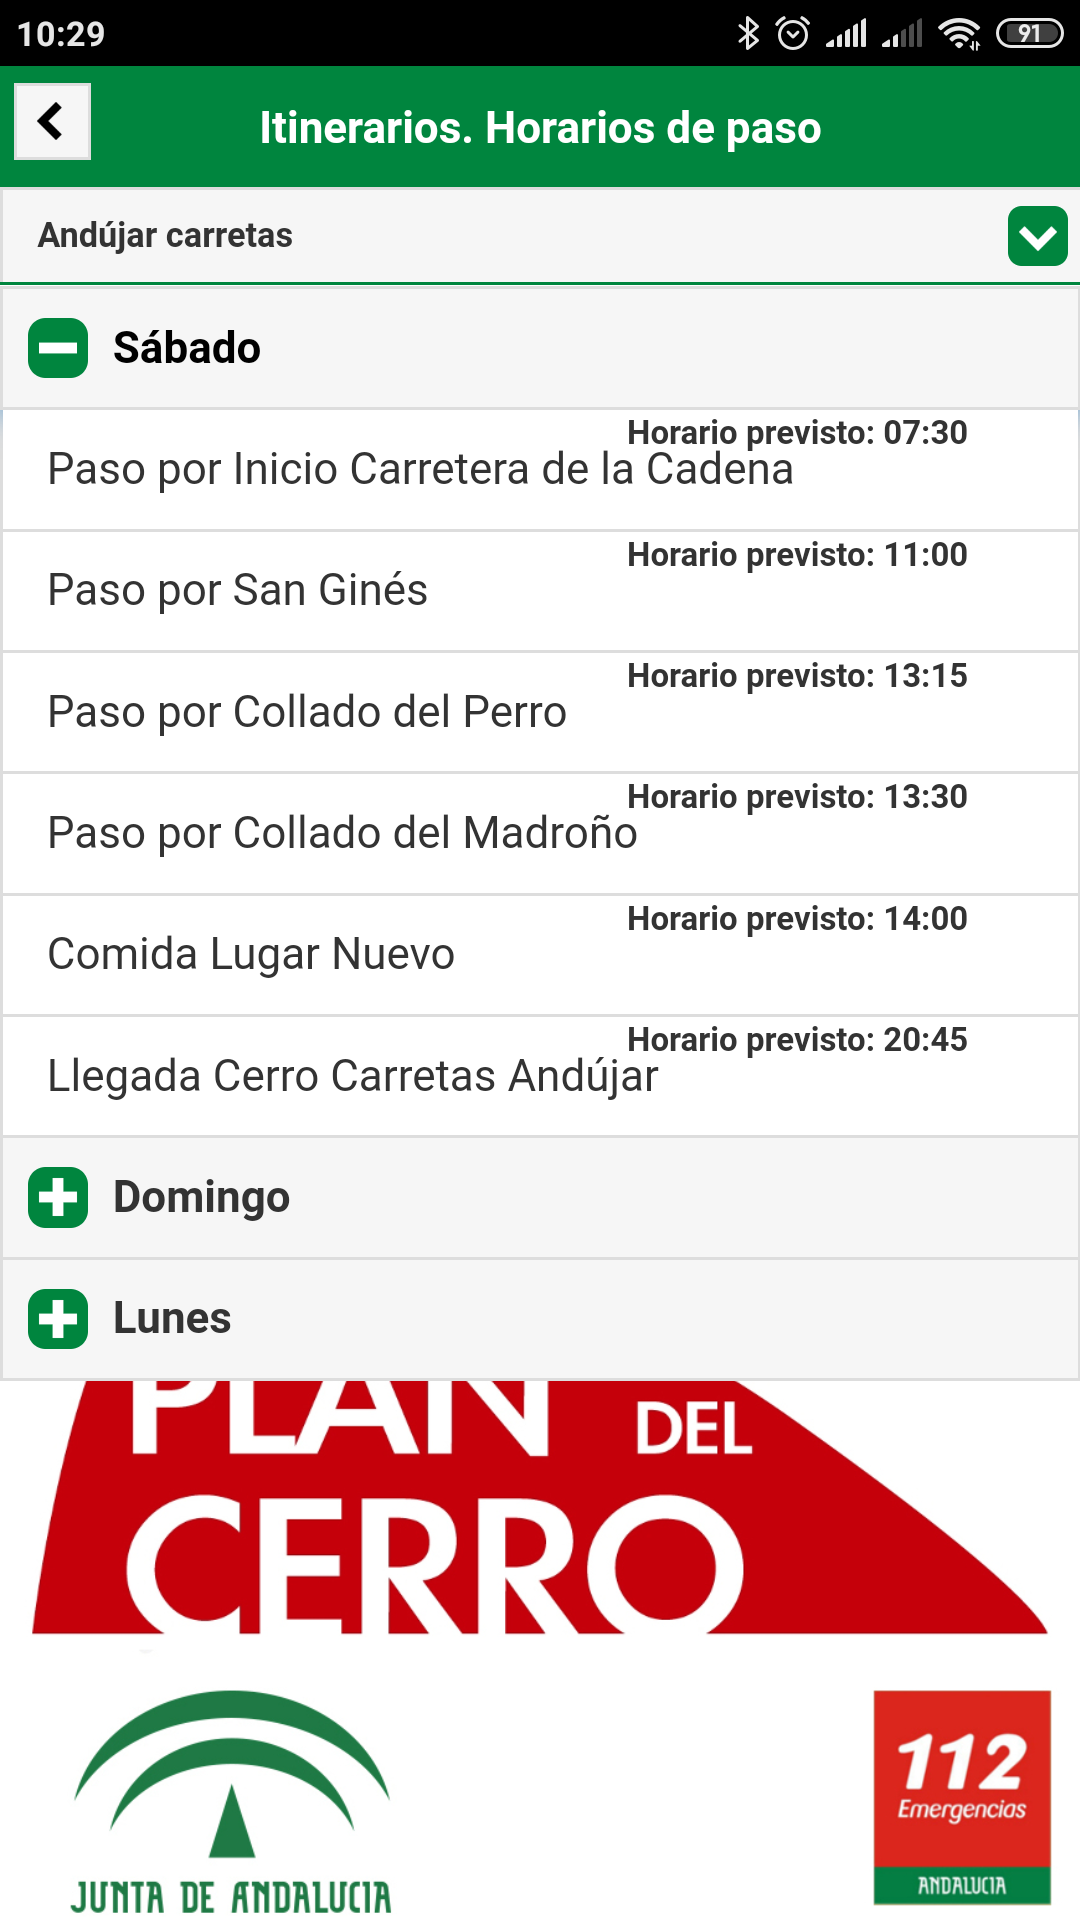 10:29
91
Itinerarios. Horarios de paso
Andújar carretas
Sábado
Horario previsto: 07:30
Paso por Inicio Carretera de la Cadena
Horario previsto: 11:00
Paso por San Ginés
Horario previsto: 13:15
Paso por Collado del Perro
Horario previsto: 13:30
Paso por Collado del Madroño
Horario previsto: 14:00
Comida Lugar Nuevo
Horario previsto: 20:45
Llegada Cerro Carretas Andújar
Domingo
Lunes
PLAN DEL
CERRO
112
Emergencias
ANDALUCIA
JUNTA DE ANDALUCIA